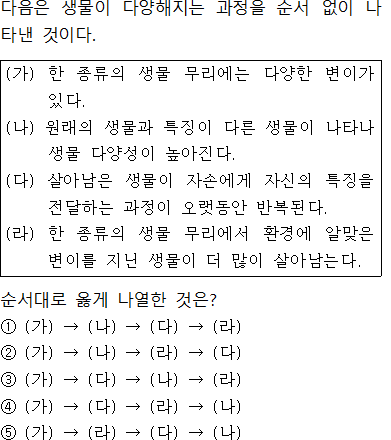 다음은 생물이 다양해지는 과정을 순서 없이 나
타낸 것이다.
(가) 한 종류의 생물 무리에는 다양한 변이가
있다.
(나) 원래의 생물과 특징이 다른 생물이 나타나
생물 다양성이 높아진다.
(다) 살아남은 생물이 자손에게 자신의 특징을
전달하는 과정이 오랫동안 반복된다.
(라) 한 종류의 생물 무리에서 환경에 알맞은
변이를 지닌 생물이 더 많이 살아남는다.
순서대로 옳게 나열한 것은?
① (가) → (나) → (다) → (라)
② (가) → (나) → (라) → (다)
③ (가) → (다) → (나) → (라)
④ (가) → (다) → (라) → (나)
⑤ (가) → (라) → (다) → (나)